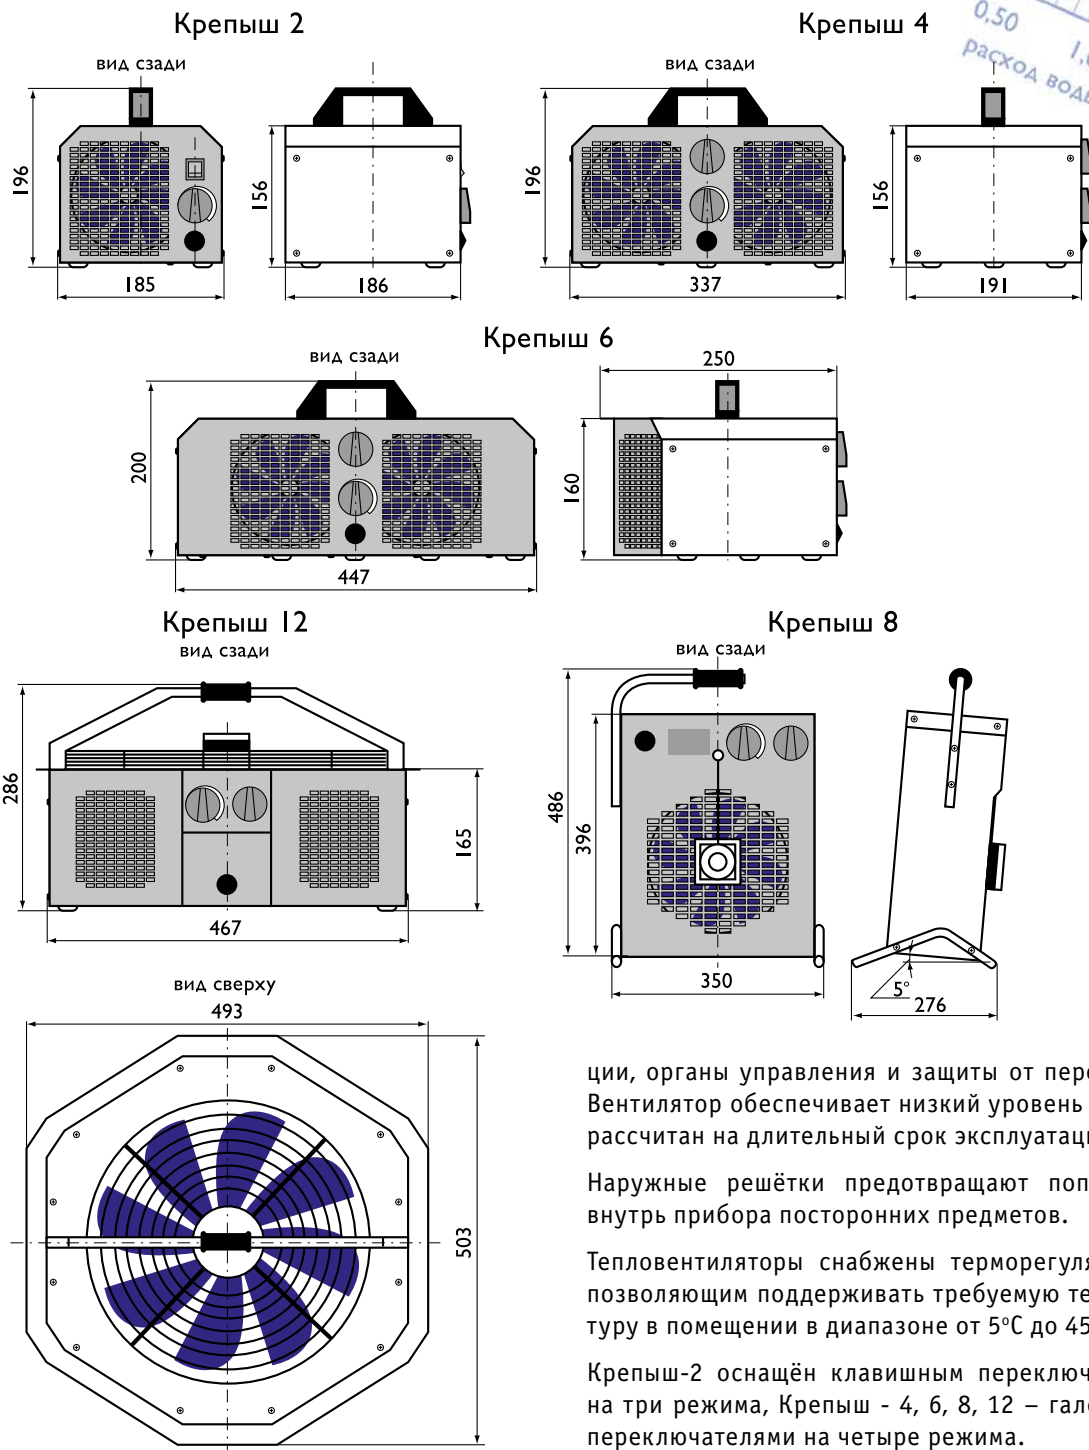 Крепыш 2
Крепыш 4
0,50
расход воды
вид сзади
196
185
156
186
вид сзади
196
337
156
191
Крепыш 6
вид сзади
200
447
250
160
Крепыш 12
вид сзади
286
165
467
вид сверху
493
503
Крепыш 8
вид сзади
486
396
350
5°
276
ции, органы управления и защиты от пере
Вентилятор обеспечивает низкий уровень
рассчитан на длительный срок эксплуатац
Наружные решётки предотвращают поп
внутрь прибора посторонних предметов.
Тепловентиляторы снабжены терморегуля
позволяющим поддерживать требуемую те
туру в помещении в диапазоне от 5ºС до 45
Крепыш-2 оснащён клавишным переключ
на три режима, Крепыш - 4, 6, 8, 12 – гал
переключателями на четыре режима.